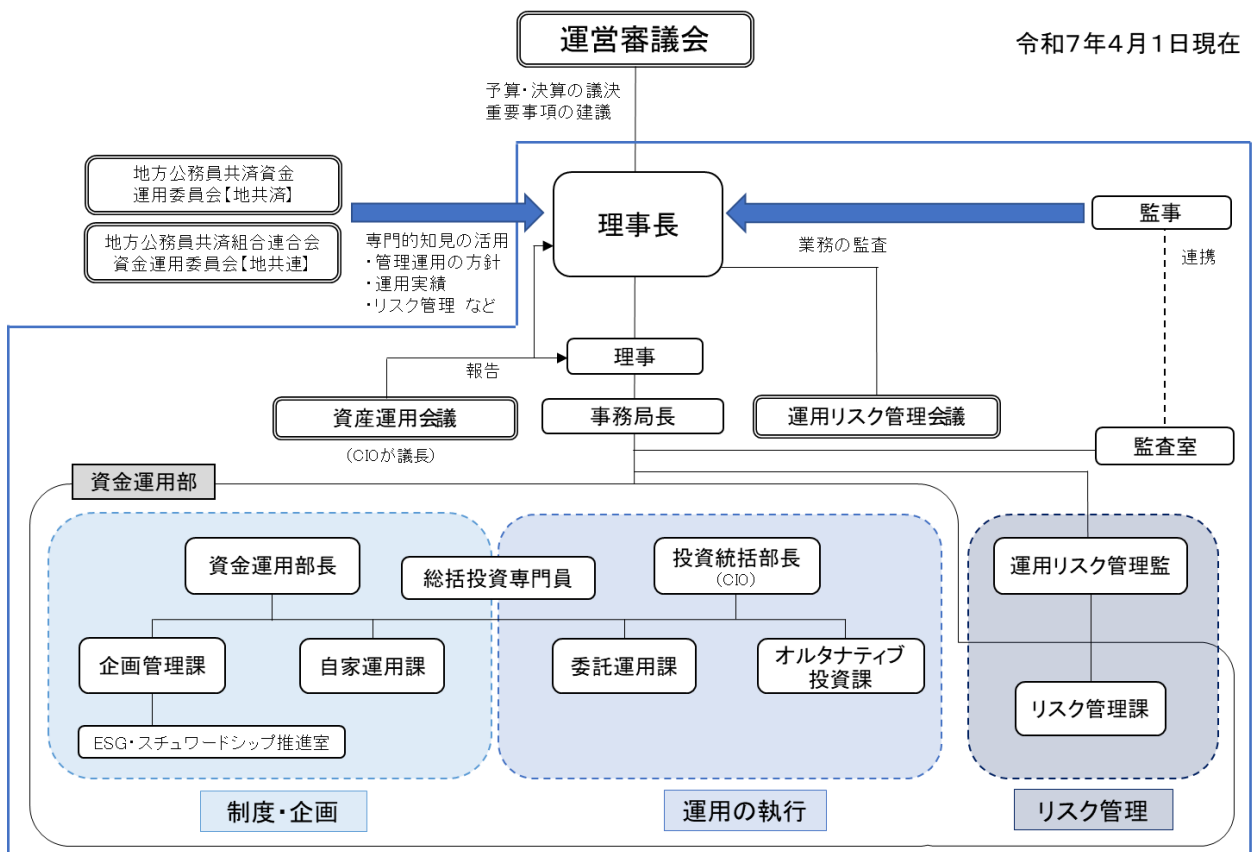 運営審議会
令和7年4月1日現在
予算・決算の議決
重要事項の建議
地方公務員共済資金
運用委員会【地共済】
地方公務員共済組合連合会
資金運用委員会【地共連】
専門的知見の活用
・管理運用の方針
・運用実績
・リスク管理 など
理事長
業務の監査
監事
連携
理事
報告
資産運用会議
(CIOが議長)
事務局長
運用リスク管理会議
監査室
資金運用部
資金運用部長
総括投資専門員
投資統括部長
(CIO)
運用リスク管理監
企画管理課
自家運用課
委託運用課
オルタナティブ
投資課
リスク管理課
ESG・スチュワードシップ推進室
制度・企画
運用の執行
リスク管理